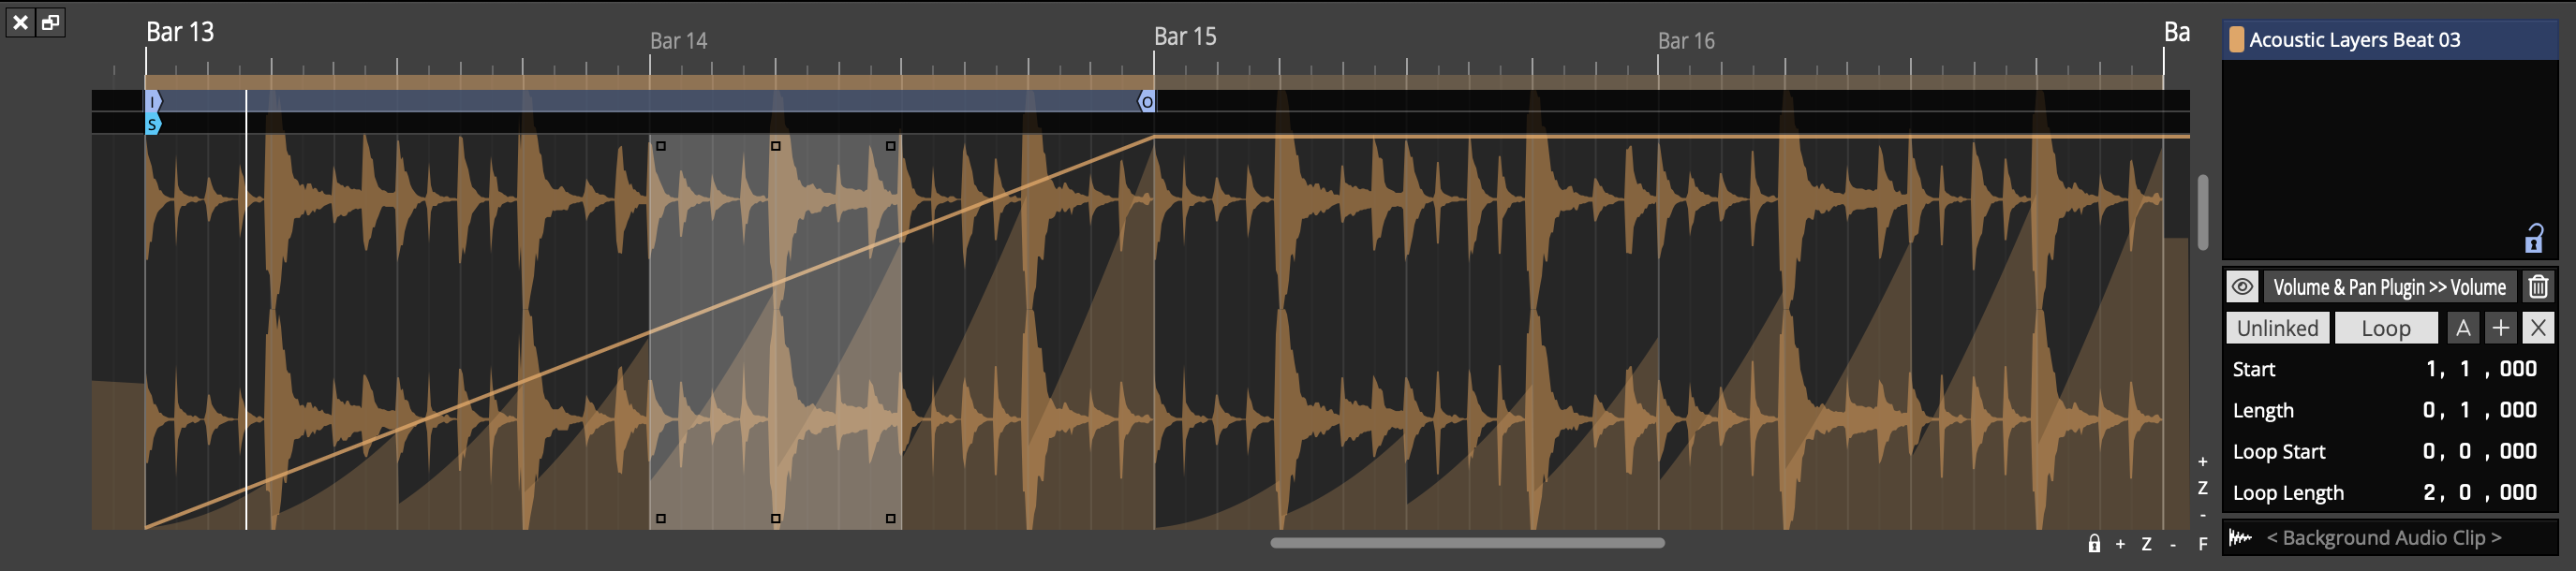 Bar 13
Bar 14
Bar 15
Bar 16
Ba
I
O
S
Acoustic Layers Beat 03
Volume & Pan Plugin >> Volume
Unlinked Loop A + X
Start 1, 1, 000
Length 0, 1, 000
Loop Start 0, 0, 000
Loop Length 2, 0, 000
< Background Audio Clip >
+
Z
-
+ Z - F